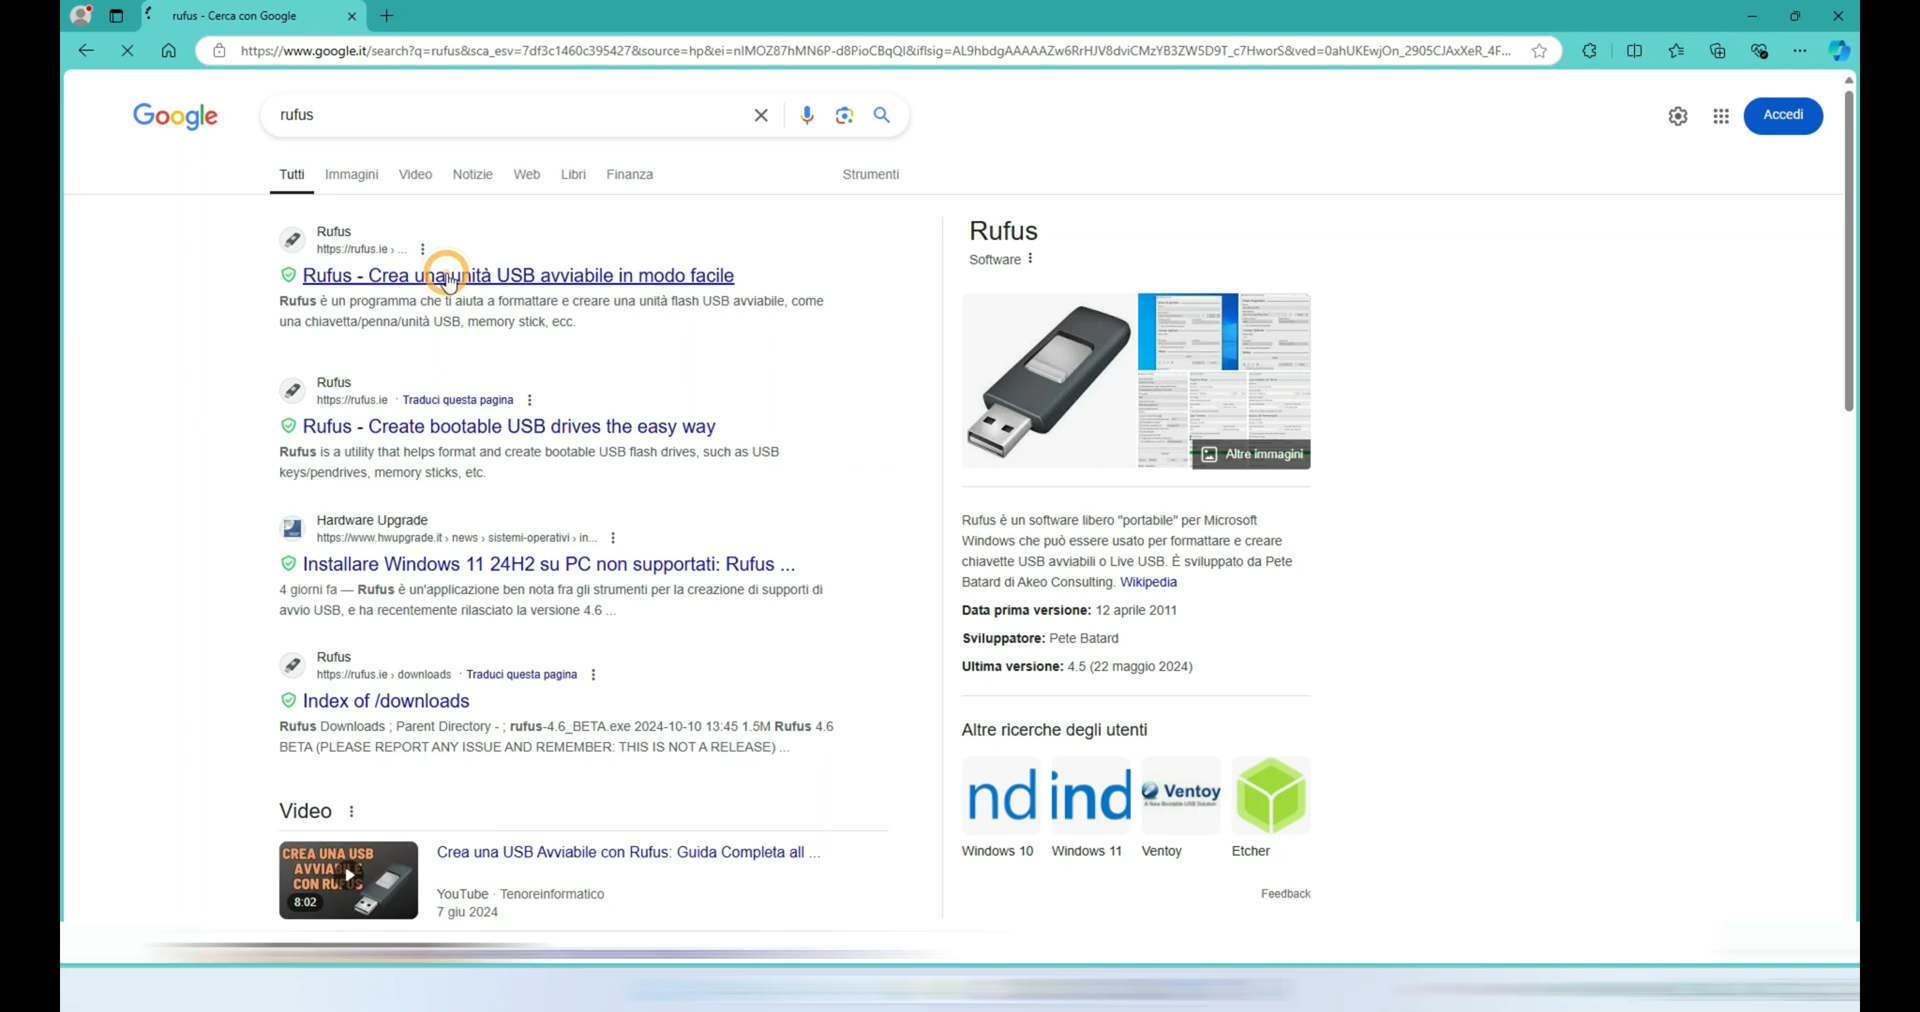 rufus - Cerca con Google
https://www.google.it/search?q=rufus&sca_esv=7df3c1460c395427&source=hp&ei=nlMOZ87hMN6P-d8PioCBqQI&iflsig=AL9hbdgAAAAAZw6RrHJV8dviCMzYB3ZW5D9T_c7HworS&ved=0ahUKEwjOn_2905CJAxXeR_4F...
Google
rufus
Accedi
Tutti Immagini Video Notizie Web Libri Finanza Strumenti
Rufus
https://rufus.ie › ...
Rufus - Crea una unità USB avviabile in modo facile
Rufus è un programma che ti aiuta a formattare e creare una unità flash USB avviabile, come
una chiavetta/penna/unità USB, memory stick, ecc.
Rufus
https://rufus.ie · Traduci questa pagina
Rufus - Create bootable USB drives the easy way
Rufus is a utility that helps format and create bootable USB flash drives, such as USB
keys/pendrives, memory sticks, etc.
Hardware Upgrade
https://www.hwupgrade.it › news › sistemi-operativi › in...
Installare Windows 11 24H2 su PC non supportati: Rufus ...
4 giorni fa — Rufus è un'applicazione ben nota fra gli strumenti per la creazione di supporti di
avvio USB, e ha recentemente rilasciato la versione 4.6 ...
Rufus
https://rufus.ie › downloads · Traduci questa pagina
Index of /downloads
Rufus Downloads ; Parent Directory - ; rufus-4.6_BETA.exe 2024-10-10 13:45 1.5M Rufus 4.6
BETA (PLEASE REPORT ANY ISSUE AND REMEMBER: THIS IS NOT A RELEASE) ...
Video
CREA UNA USB
AVVIABILE
CON RUFUS
8:02
Crea una USB Avviabile con Rufus: Guida Completa all ...
YouTube · Tenoreinformatico
7 giu 2024
Rufus
Software
Altre immagini
Rufus è un software libero "portabile" per Microsoft
Windows che può essere usato per formattare e creare
chiavette USB avviabili o Live USB. È sviluppato da Pete
Batard di Akeo Consulting. Wikipedia
Data prima versione: 12 aprile 2011
Sviluppatore: Pete Batard
Ultima versione: 4.5 (22 maggio 2024)
Altre ricerche degli utenti
nd ind Ventoy
Windows 10 Windows 11 Ventoy Etcher
Feedback